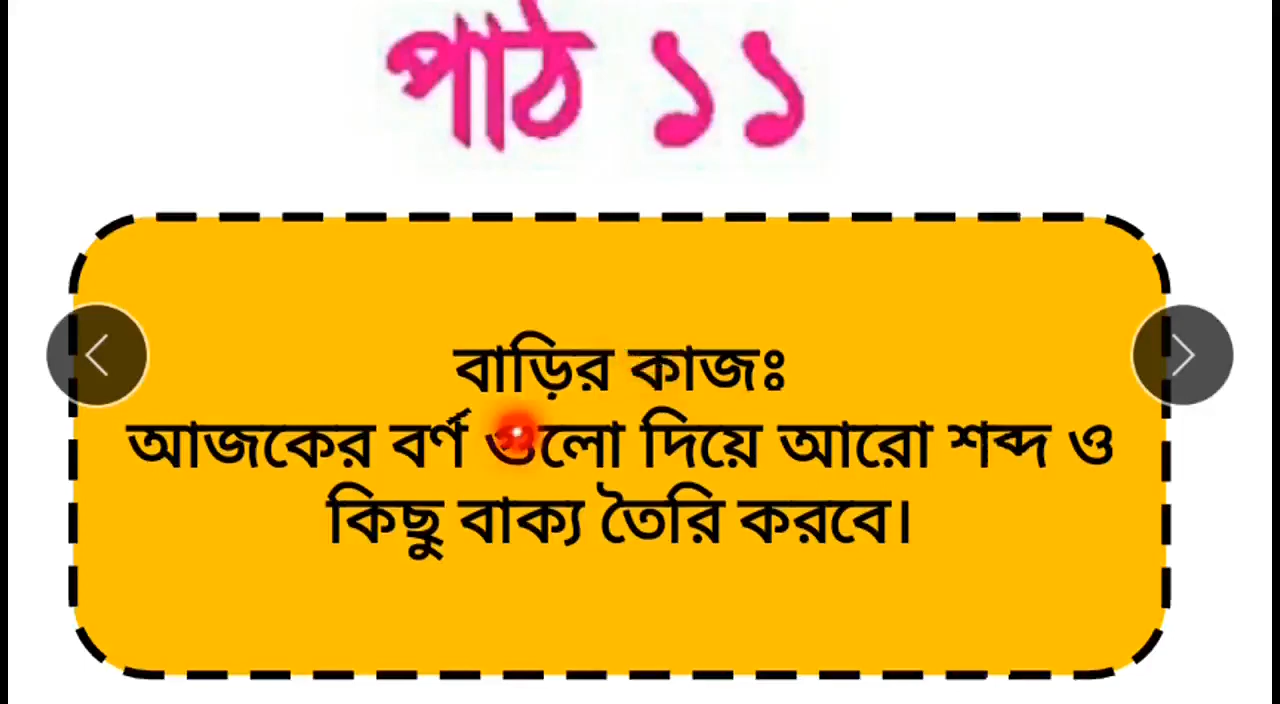 পাঠ ১১
বাড়ির কাজঃ
আজকের বর্ণ গুলো দিয়ে আরো শব্দ ও
কিছু বাক্য তৈরি করবে।